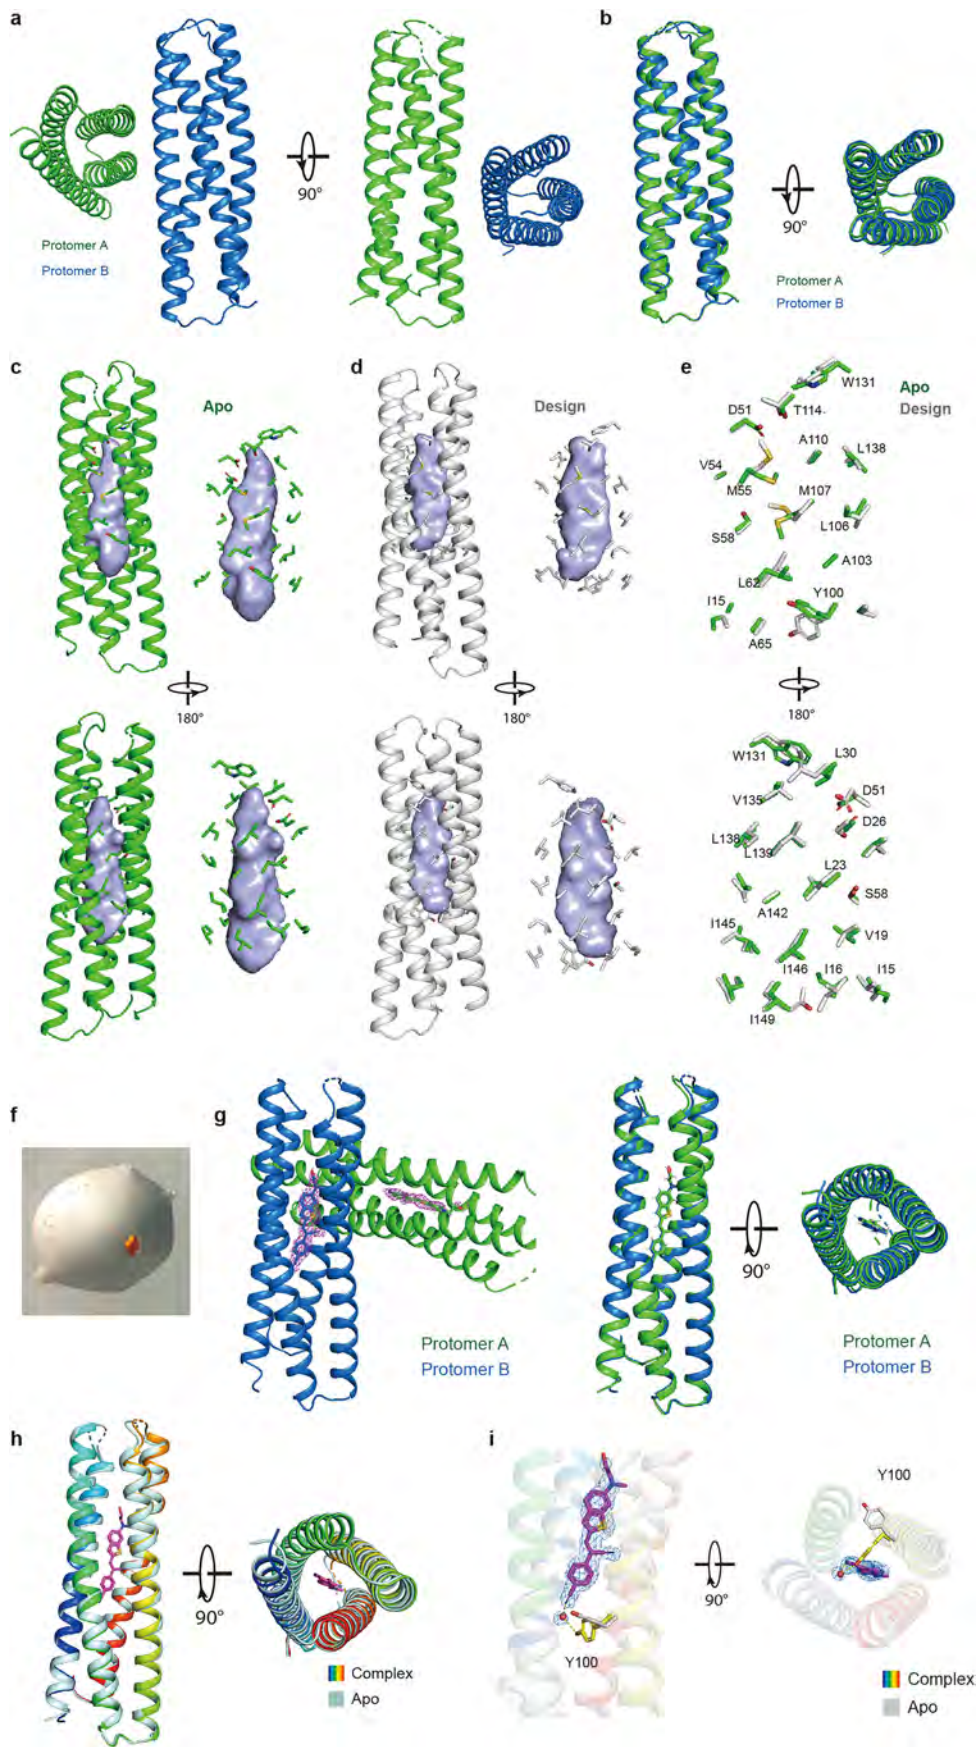 a
b
90°
90°
Protomer A
Protomer B
Protomer A
Protomer B
c
Apo
d
Design
e
Apo
Design
W131
D51
T114
A110
L138
V54
M55
M107
S58
L106
A103
L62
Y100
I15
A65
180°
180°
180°
W131
L30
V135
D51
D26
L138
L139
L23
A142
S58
I145
V19
I146
I16
I15
I149
f
g
90°
Protomer A
Protomer B
Protomer A
Protomer B
h
i
Y100
90°
90°
Y100
Complex
Apo
Complex
Apo